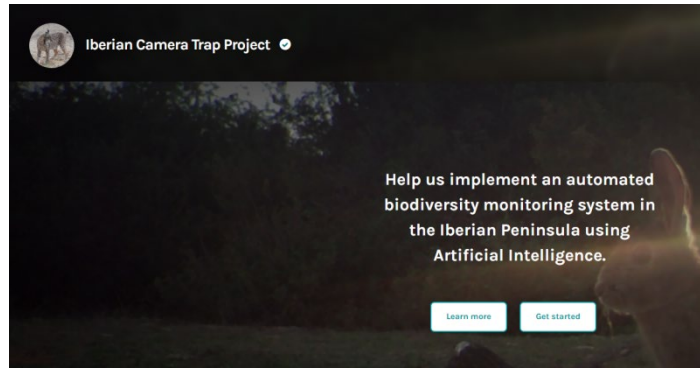 Iberian Camera Trap Project
Help us implement an automated
biodiversity monitoring system in
the Iberian Peninsula using
Artificial Intelligence.
Learn more Get started